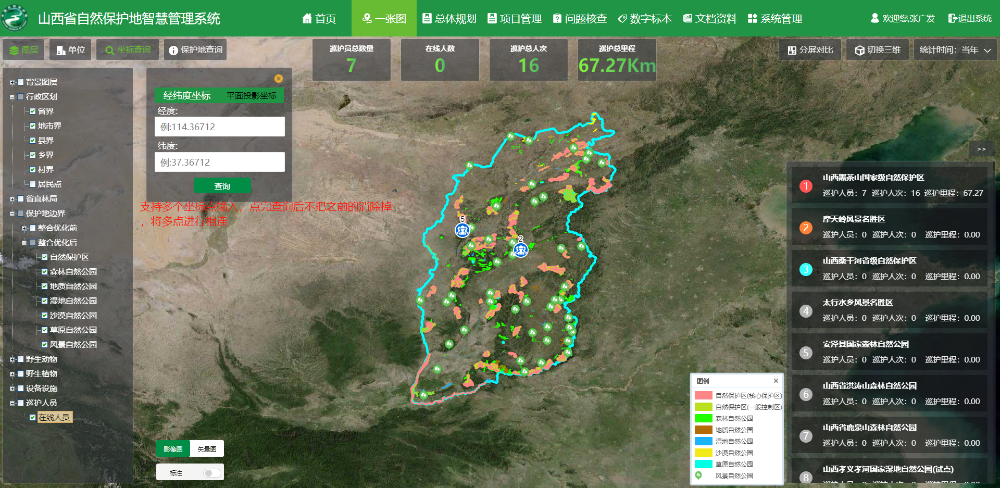 山西省自然保护地智慧管理系统
首页
一张图
总体规划
项目管理
问题核查
数字标本
文档资料
系统管理
欢迎您,张广发
退出系统
图层
单位
坐标查询
保护地查询
巡护员总数量
7
在线人数
0
巡护总人次
16
巡护总里程
67.27Km
分屏对比
切换三维
统计时间: 当年
背景图层
行政区划
省界
地市界
县界
乡界
村界
居民点
省直林局
保护地边界
整合优化前
整合优化后
自然保护区
森林自然公园
地质自然公园
湿地自然公园
沙漠自然公园
草原自然公园
风景自然公园
野生动物
野生植物
设备设施
巡护人员
在线人员
经纬度坐标
平面投影坐标
经度:
例:114.36712
纬度:
例:37.36712
查询
支持多个坐标点输入，点完查询后不把之前的消除掉
，将多点进行相连
5
2
影像图
矢量图
标注
图例
自然保护区(核心保护区)
自然保护区(一般控制区)
森林自然公园
地质自然公园
湿地自然公园
沙漠自然公园
草原自然公园
风景自然公园
>>
1
山西黑茶山国家级自然保护区
巡护人员: 7 巡护人次: 16 巡护里程: 67.27
2
摩天岭风景名胜区
巡护人员: 0 巡护人次: 0 巡护里程: 0.00
3
山西桑干河省级自然保护区
巡护人员: 0 巡护人次: 0 巡护里程: 0.00
4
太行水乡风景名胜区
巡护人员: 0 巡护人次: 0 巡护里程: 0.00
5
安泽县国家森林自然公园
巡护人员: 0 巡护人次: 0 巡护里程: 0.00
6
山西省洪涛山森林自然公园
巡护人员: 0 巡护人次: 0 巡护里程: 0.00
7
山西省鹿泉山森林自然公园
巡护人员: 0 巡护人次: 0 巡护里程: 0.00
8
山西孝义孝河国家湿地自然公园(试点)